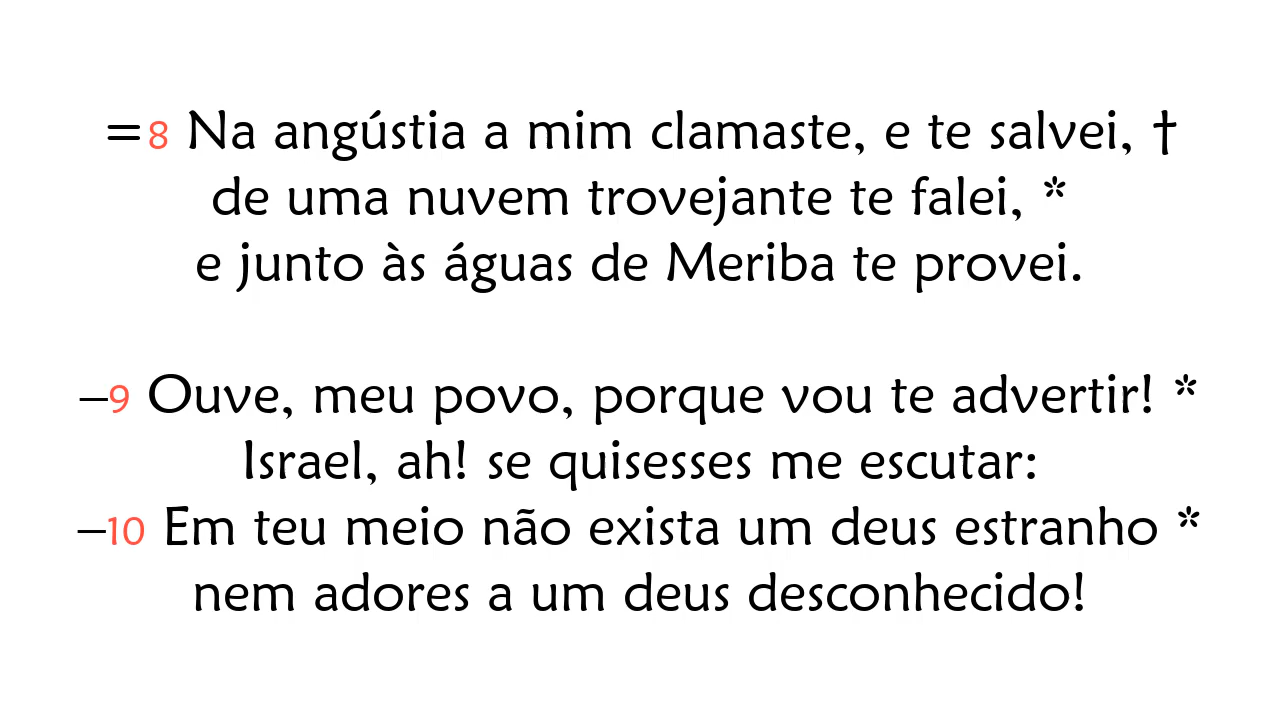 =8 Na angústia a mim clamaste, e te salvei, †
de uma nuvem trovejante te falei, *
e junto às águas de Meriba te provei.
–9 Ouve, meu povo, porque vou te advertir! *
Israel, ah! se quisesses me escutar:
–10 Em teu meio não exista um deus estranho *
nem adores a um deus desconhecido!